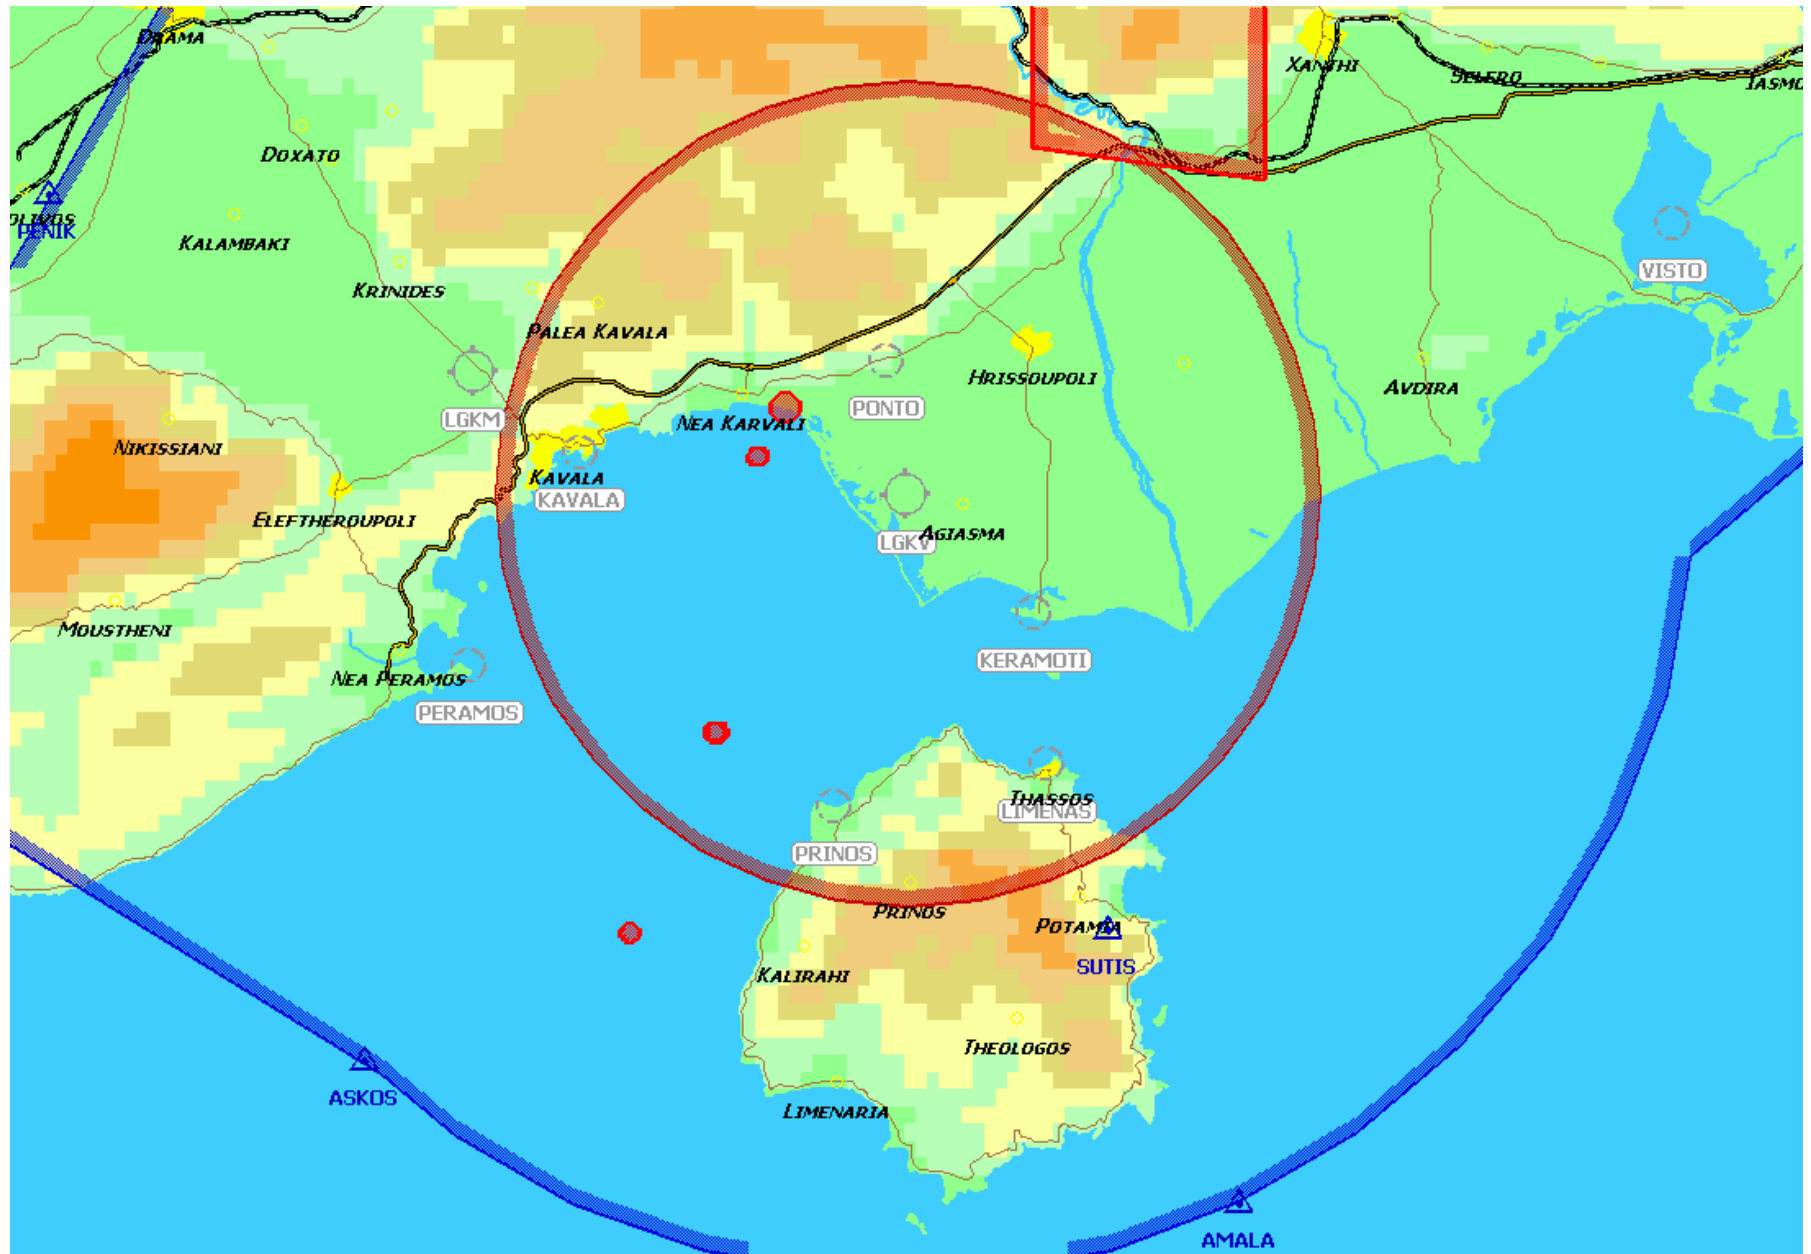 DRAMA
XANTHI
SELERO
IASMO
DOXATO
OLIVOS
PENIK
KALAMBAKI
VISTO
KRINIDES
PALEA KAVALA
HRISSOUPOLI
AVDIRA
LGKM
PONTO
NEA KARVALI
NIKISSIANI
KAVALA
KAVALA
ELEFTHEROUPOLI
LGKV
AGIASMA
MOUSTHENI
KERAMOTI
NEA PERAMOS
PERAMOS
THASSOS
LIMENAS
PRINOS
PRINOS
POTAMIA
SUTIS
KALIRAHI
THEOLOGOS
ASKOS
LIMENARIA
AMALA